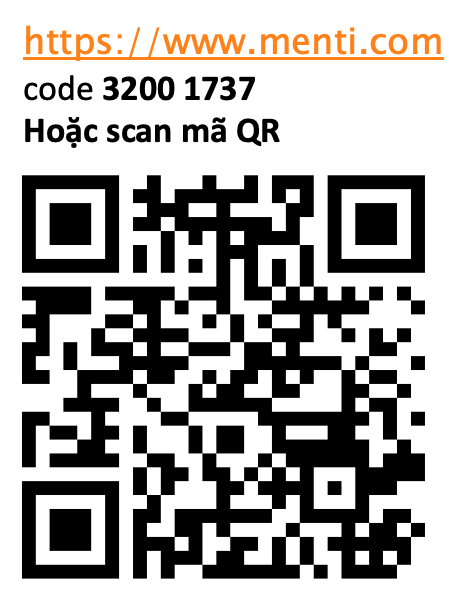 https://www.menti.com
code 3200 1737
Hoặc scan mã QR